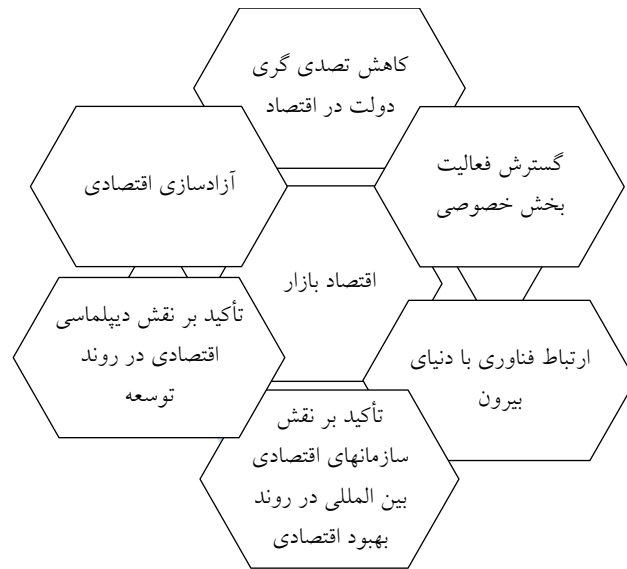 کاهش تصدی گری
دولت در اقتصاد
گسترش فعالیت
بخش خصوصی
آزادسازی اقتصادی
اقتصاد بازار
ارتباط فناوری با دنیای
بیرون
تأکید بر نقش دیپلماسی
اقتصادی در روند
توسعه
تأکید بر نقش
سازمانهای اقتصادی
بین المللی در روند
بهبود اقتصادی